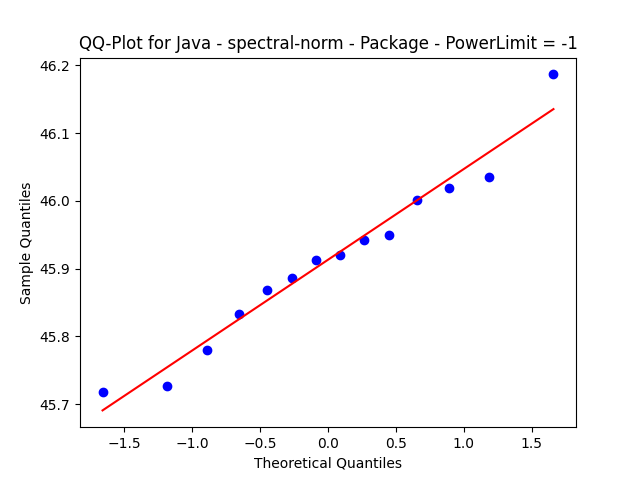 QQ-Plot for Java - spectral-norm - Package - PowerLimit = -1
46.2
46.1
46.0
45.9
45.8
45.7
Sample Quantiles
−1.5 −1.0 −0.5 0.0 0.5 1.0 1.5
Theoretical Quantiles